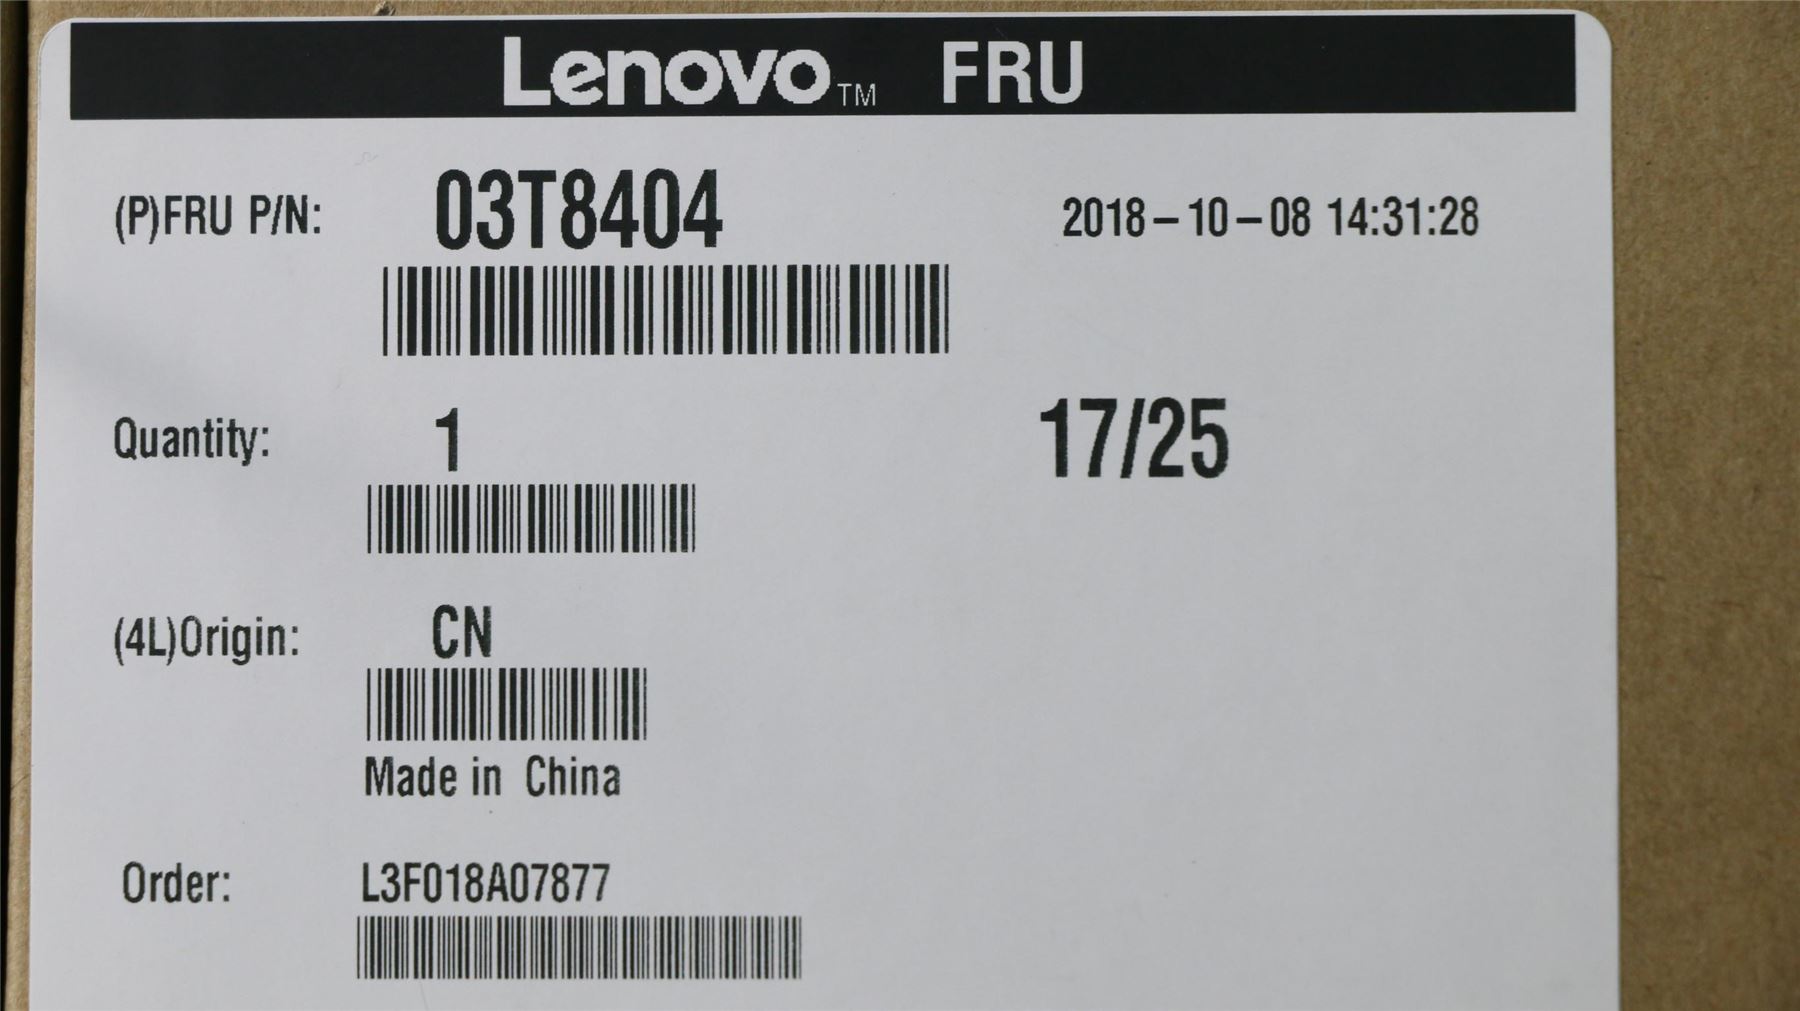 Lenovo™ FRU
(P)FRU P/N: 03T8404 2018-10-08 14:31:28
Quantity: 1 17/25
(4L)Origin: CN
Made in China
Order: L3F018A07877